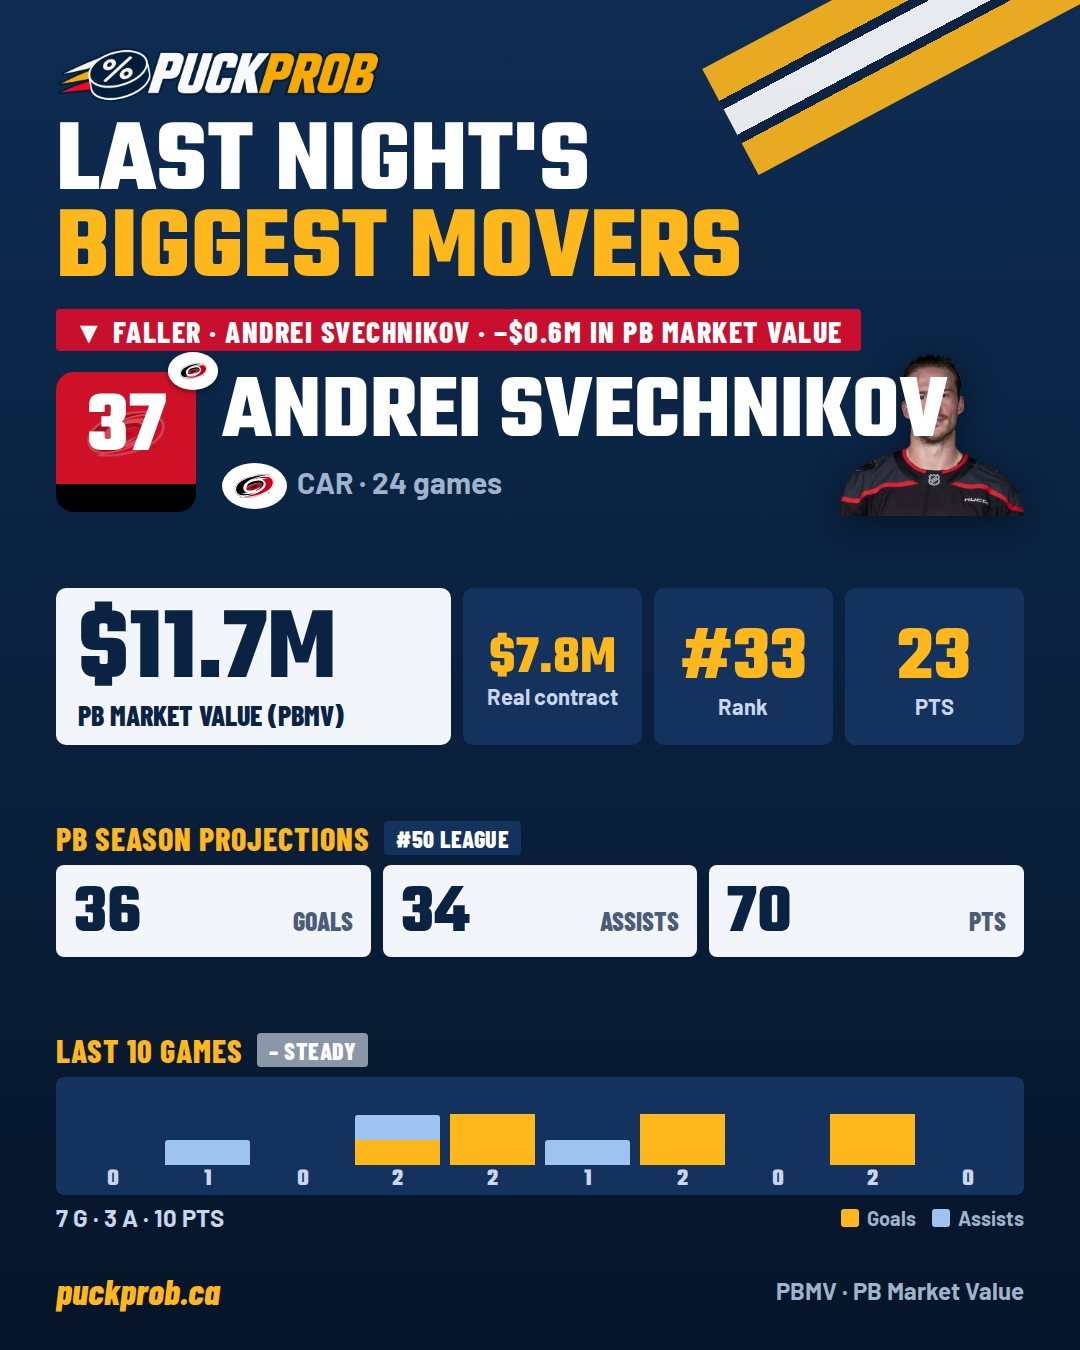 % PUCKPROB
LAST NIGHT'S
BIGGEST MOVERS
▼ FALLER · ANDREI SVECHNIKOV · −$0.6M IN PB MARKET VALUE
37
ANDREI SVECHNIKOV
CAR · 24 games
$11.7M
PB MARKET VALUE (PBMV)
$7.8M
Real contract
#33
Rank
23
PTS
PB SEASON PROJECTIONS
#50 LEAGUE
36 GOALS
34 ASSISTS
70 PTS
LAST 10 GAMES
– STEADY
0 1 0 2 2 1 2 0 2 0
7 G · 3 A · 10 PTS
Goals Assists
puckprob.ca
PBMV · PB Market Value